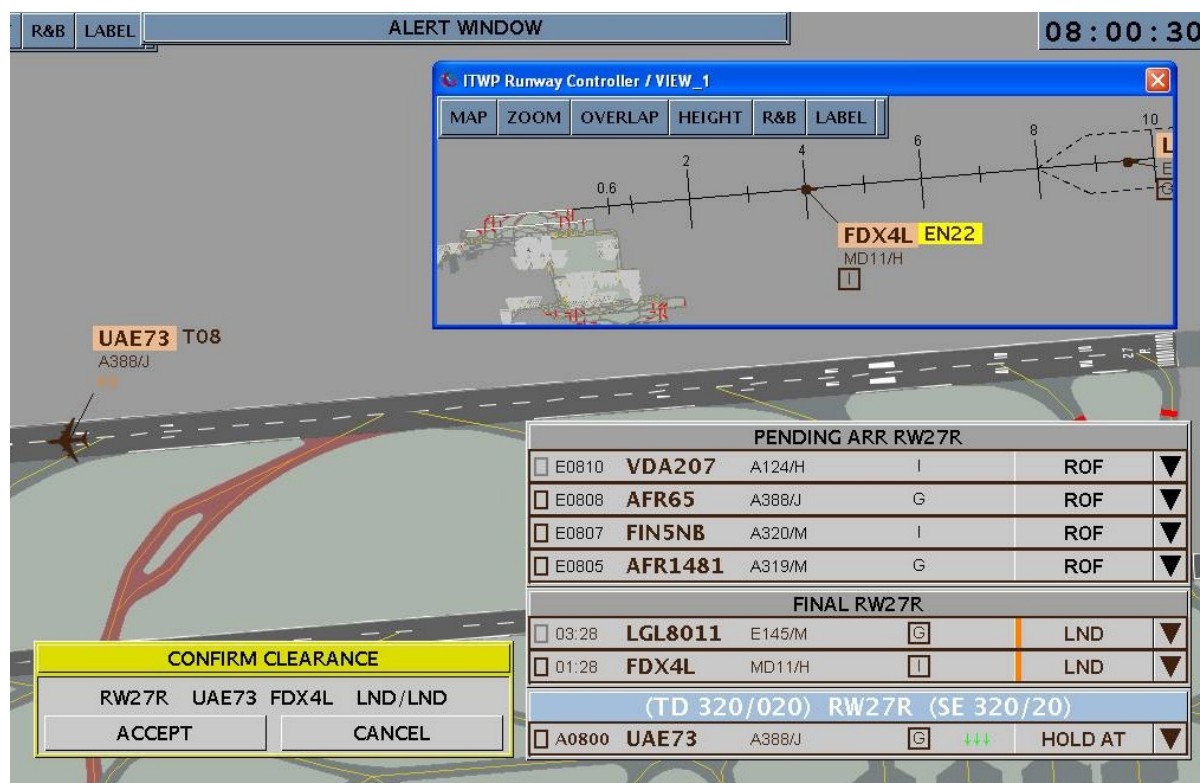 R&B LABEL ALERT WINDOW 08:00:30
ITWP Runway Controller / VIEW_1
MAP ZOOM OVERLAP HEIGHT R&B LABEL
0.6 2 4 6 8 10
L
E
G
FDX4L EN22
MD11/H
I
UAE73 T08
A388/J
27 R
PENDING ARR RW27R
E0810 VDA207 A124/H I ROF
E0808 AFR65 A388/J G ROF
E0807 FIN5NB A320/M I ROF
E0805 AFR1481 A319/M G ROF
FINAL RW27R
03:28 LGL8011 E145/M G LND
01:28 FDX4L MD11/H I LND
(TD 320/020) RW27R (SE 320/20)
A0800 UAE73 A388/J G ↓↓↓ HOLD AT
CONFIRM CLEARANCE
RW27R UAE73 FDX4L LND/LND
ACCEPT CANCEL